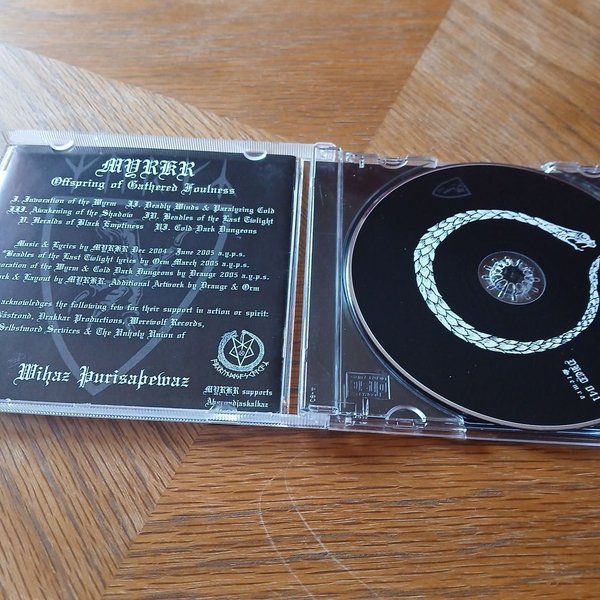 MYRKR
Offspring of Gathered Foulness
I. Invocation of the Wyrm II. Deadly Winds & Paralyzing Cold
III. Awakening of the Shadow IV. Beadles of the Last Twilight
V. Heralds of Black Emptiness VI. Cold Dark Dungeons
Music & Lyrics by MYRKR Dec 2004 - June 2005 a.y.p.s.
Beadles of the Last Twilight lyrics by Orm March 2005 a.y.p.s.
Invocation of the Wyrm & Cold Dark Dungeons by Draugr 2005 a.y.p.s.
& Layout by MYRKR Additional Artwork by Draugr & Orm
acknowledges the following few for their support in action or spirit:
Nåstrond, Drakkar Productions, Werewolf Records,
Selbstmord Services & The Unholy Union of
Wihaz Þurisaþewaz
MYRKR supports
DKCD 041